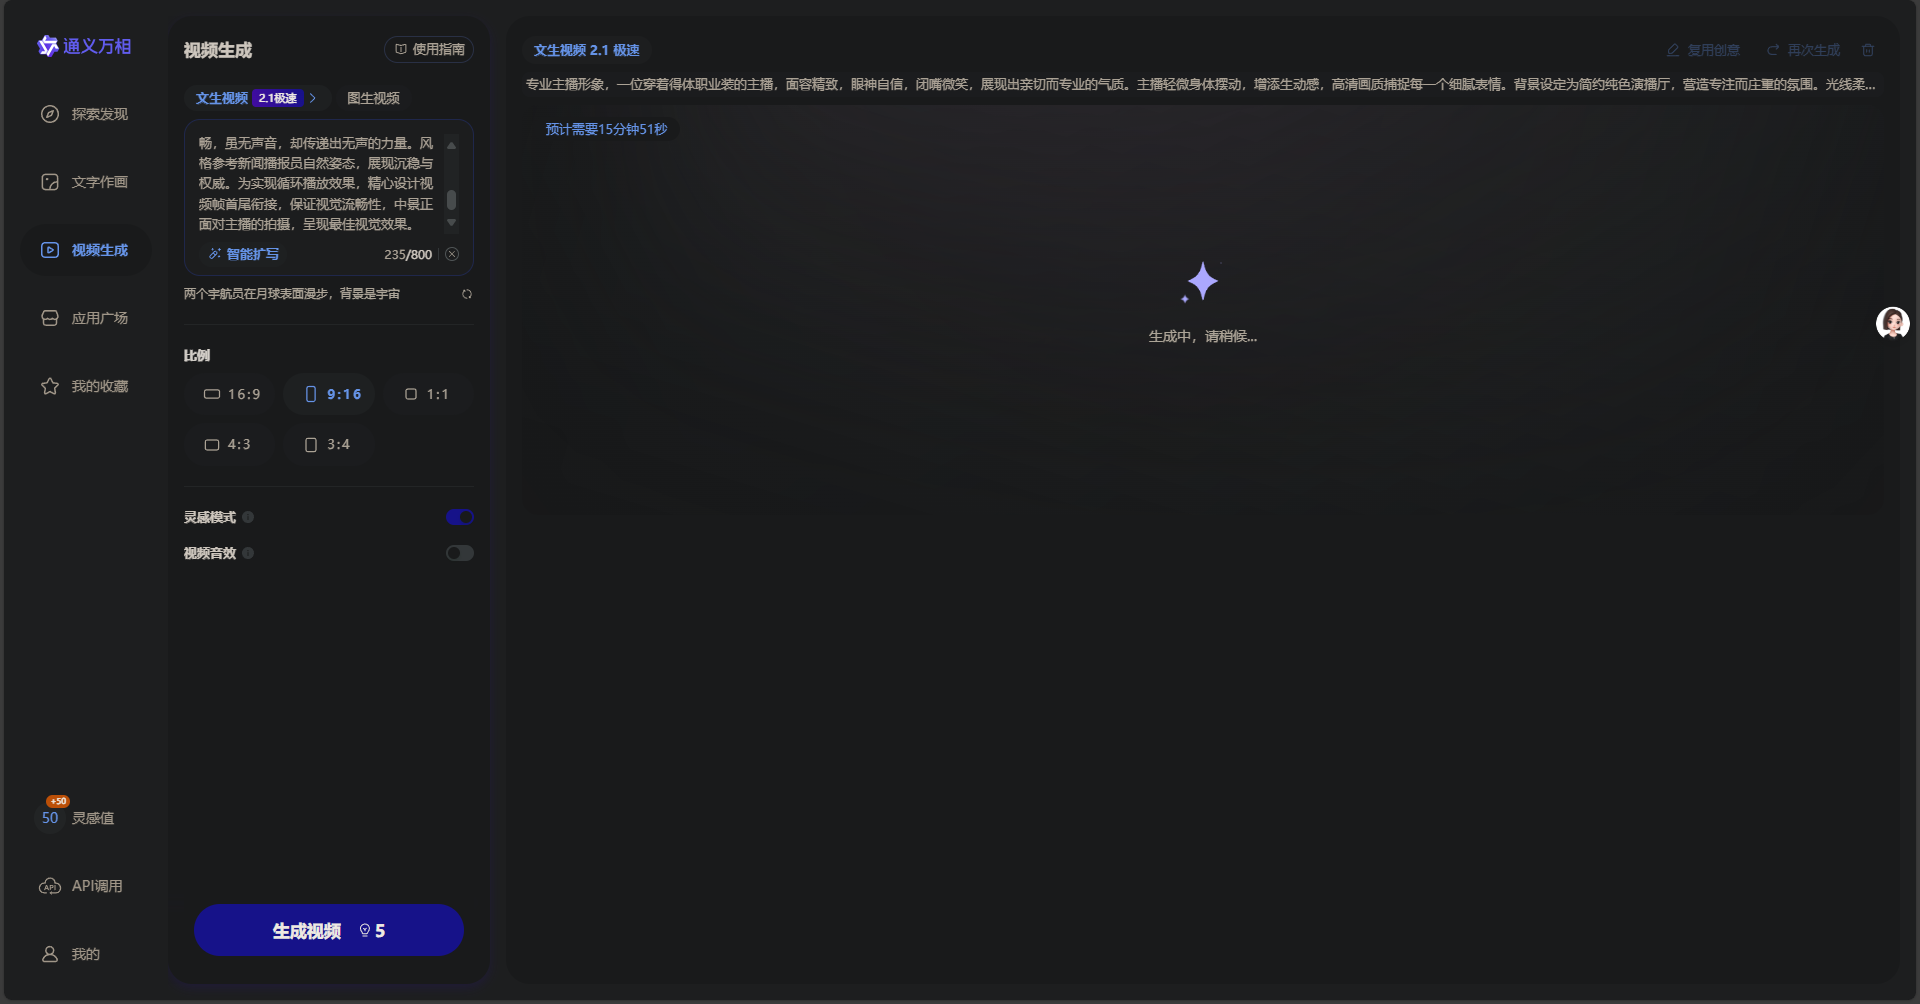 通义万相
探索发现
文字作画
视频生成
应用广场
我的收藏
+50
50 灵感值
API调用
我的
视频生成
使用指南
文生视频 2.1极速
图生视频
畅，虽无声音，却传递出无声的力量。风
格参考新闻播报员自然姿态，展现沉稳与
权威。为实现循环播放效果，精心设计视
频帧首尾衔接，保证视觉流畅性，中景正
面对主播的拍摄，呈现最佳视觉效果。
智能扩写
235/800
两个宇航员在月球表面漫步，背景是宇宙
比例
16:9
9:16
1:1
4:3
3:4
灵感模式
视频音效
生成视频 5
文生视频 2.1 极速
复用创意
再次生成
专业主播形象，一位穿着得体职业装的主播，面容精致，眼神自信，闭嘴微笑，展现出亲切而专业的气质。主播轻微身体摆动，增添生动感，高清画质捕捉每一个细腻表情。背景设定为简约纯色演播厅，营造专注而庄重的氛围。光线柔...
预计需要15分钟51秒
生成中，请稍候...